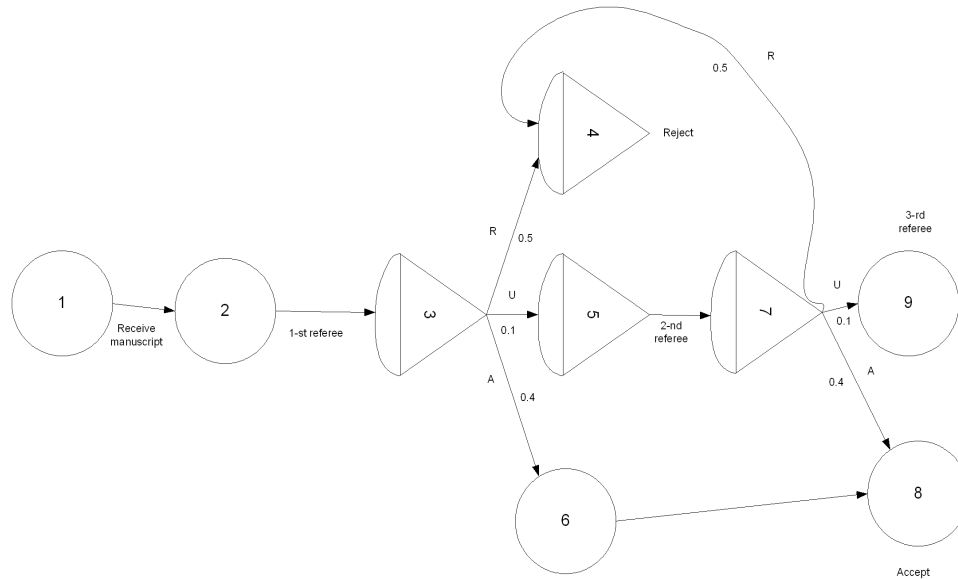 R
0.5
4
Reject
3-rd
referee
R
0.5
U
1
2
3
5
7
9
U
0.1
0.1
Receive
manuscript
1-st referee
2-nd
referee
A
0.4
0.4
A
6
8
Accept